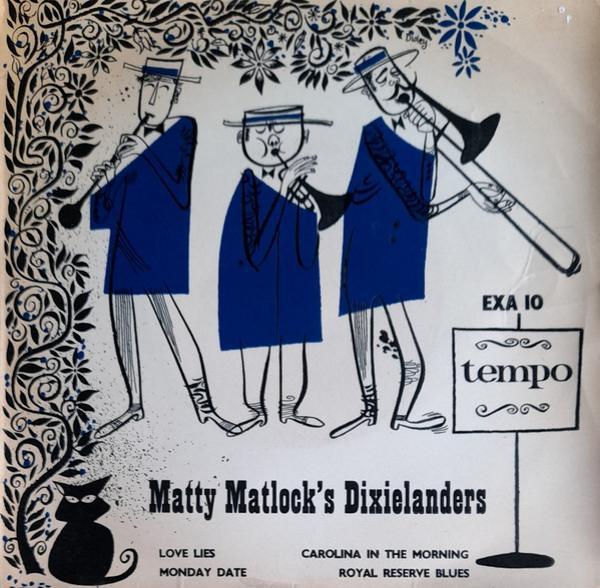 EXA 10
tempo
Matty Matlock's Dixielanders
LOVE LIES
MONDAY DATE
CAROLINA IN THE MORNING
ROYAL RESERVE BLUES